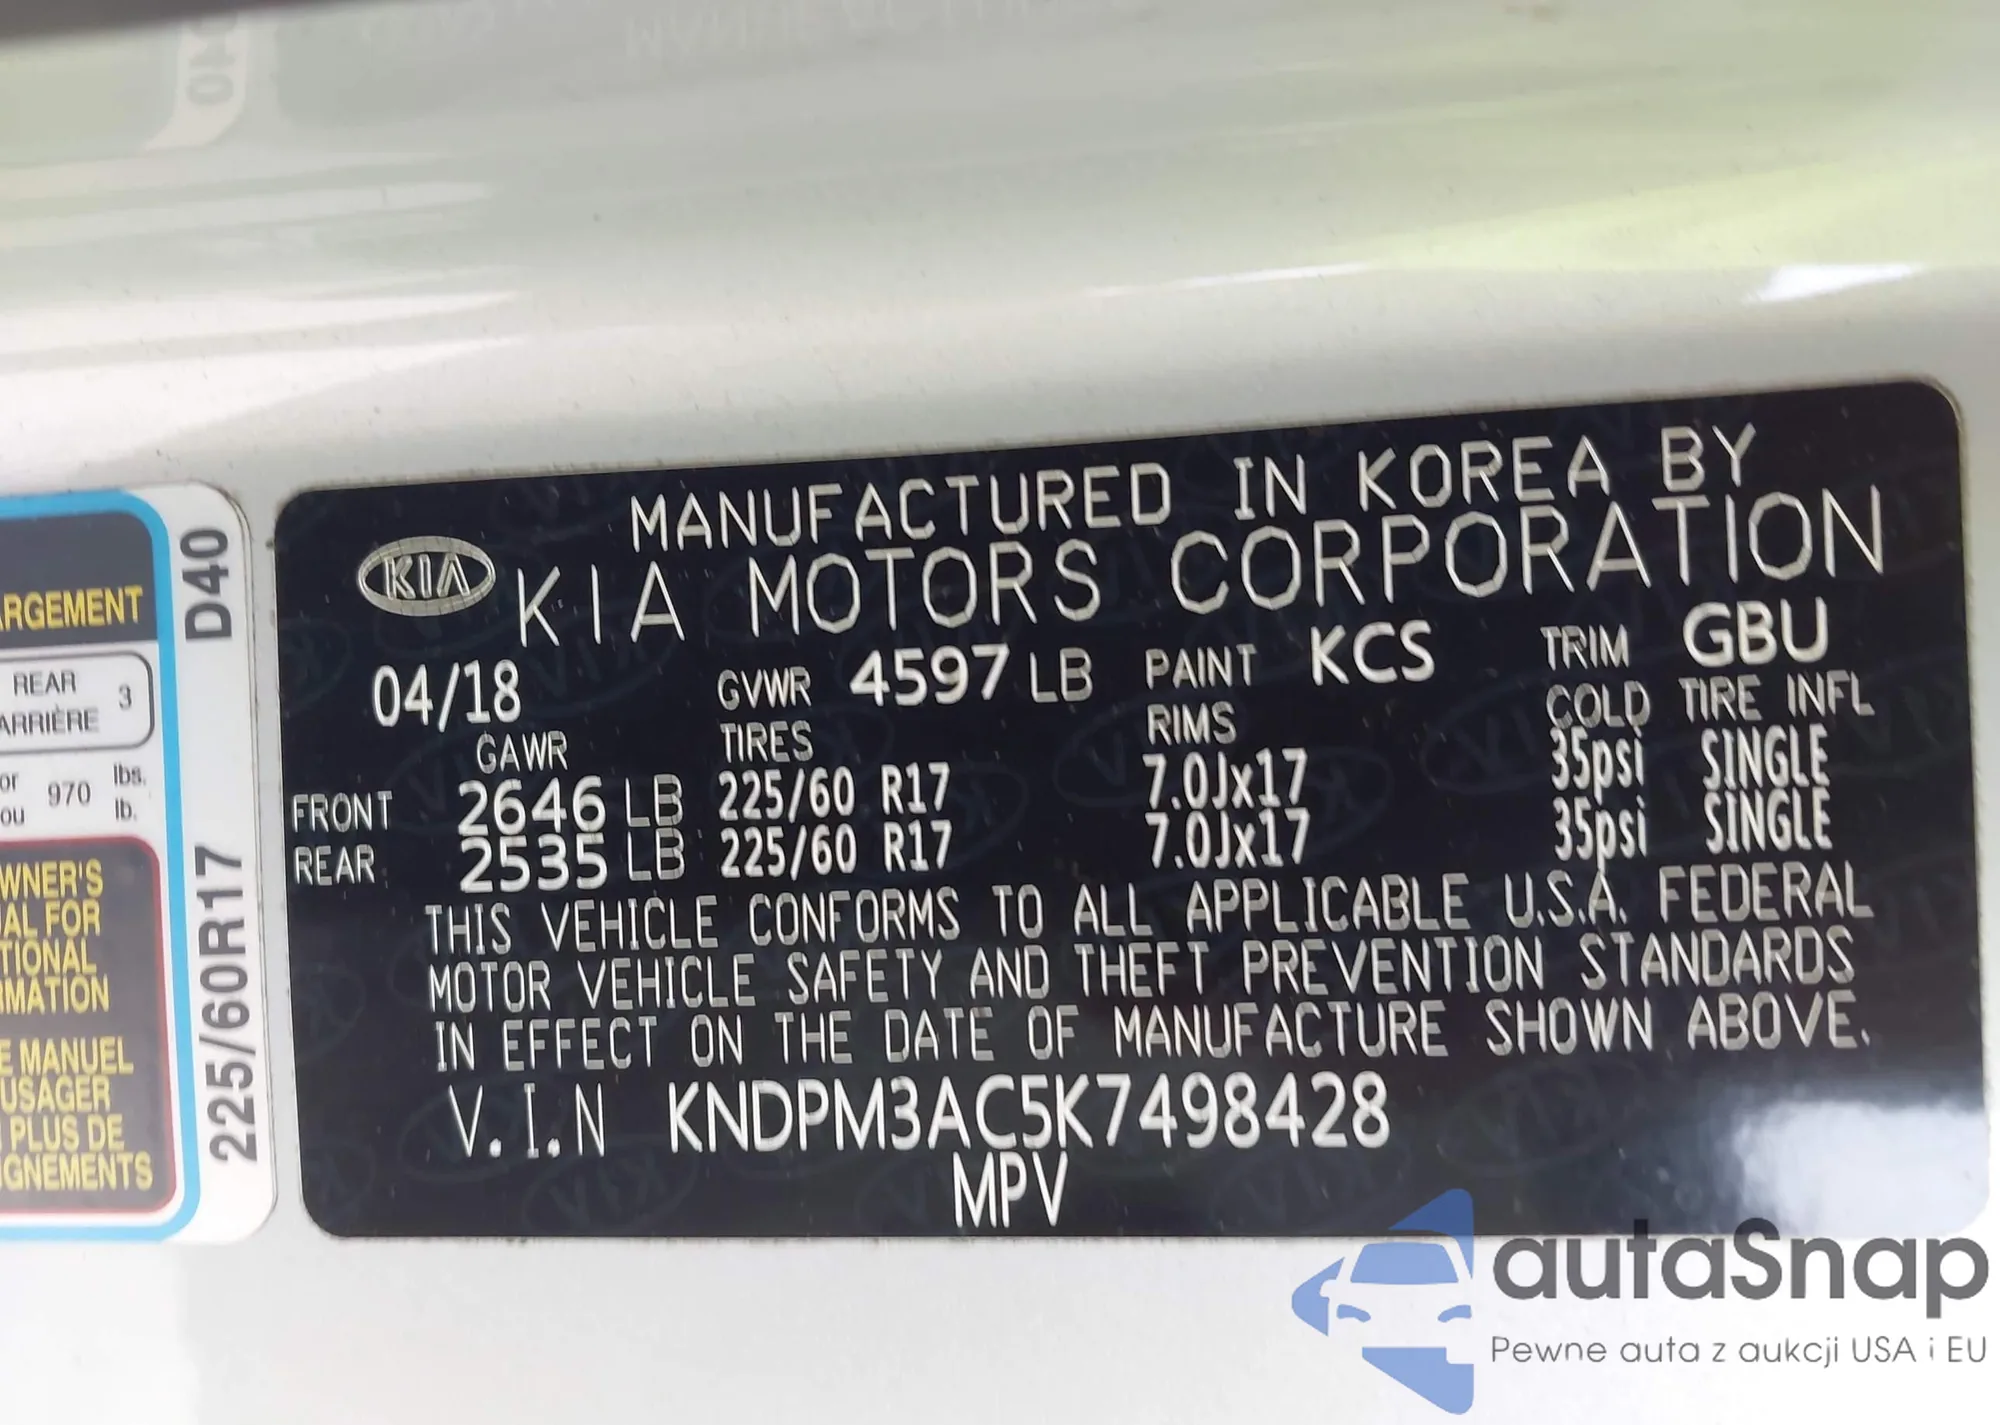 MANUFACTURED IN KOREA BY
KIA KIA MOTORS CORPORATION
04/18 GVWR 4597 LB PAINT KCS TRIM GBU
GAWR TIRES RIMS COLD TIRE INFL
FRONT 2646 LB 225/60 R17 7.0Jx17 35psi SINGLE
REAR 2535 LB 225/60 R17 7.0Jx17 35psi SINGLE
THIS VEHICLE CONFORMS TO ALL APPLICABLE U.S.A. FEDERAL
MOTOR VEHICLE SAFETY AND THEFT PREVENTION STANDARDS
IN EFFECT ON THE DATE OF MANUFACTURE SHOWN ABOVE.
V.I.N KNDPM3AC5K7498428
MPV
ARGEMENT
REAR 3
ARRIÈRE
or 970 lbs.
ou lb.
WNER'S
AL FOR
TIONAL
RMATION
E MANUEL
USAGER
PLUS DE
IGNEMENTS
225/60R17 D40
autaSnap
Pewne auta z aukcji USA i EU